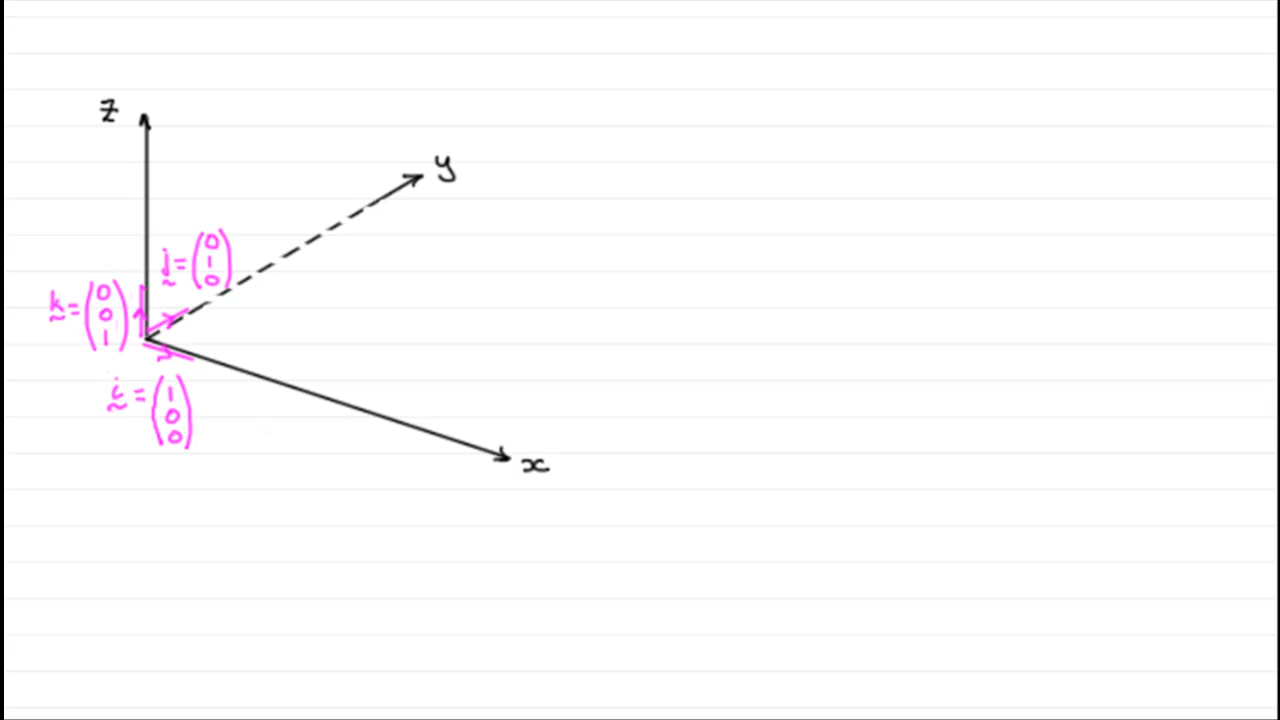 z
y
j = (0 1 0)
k = (0 0 1)
i = (1 0 0)
x